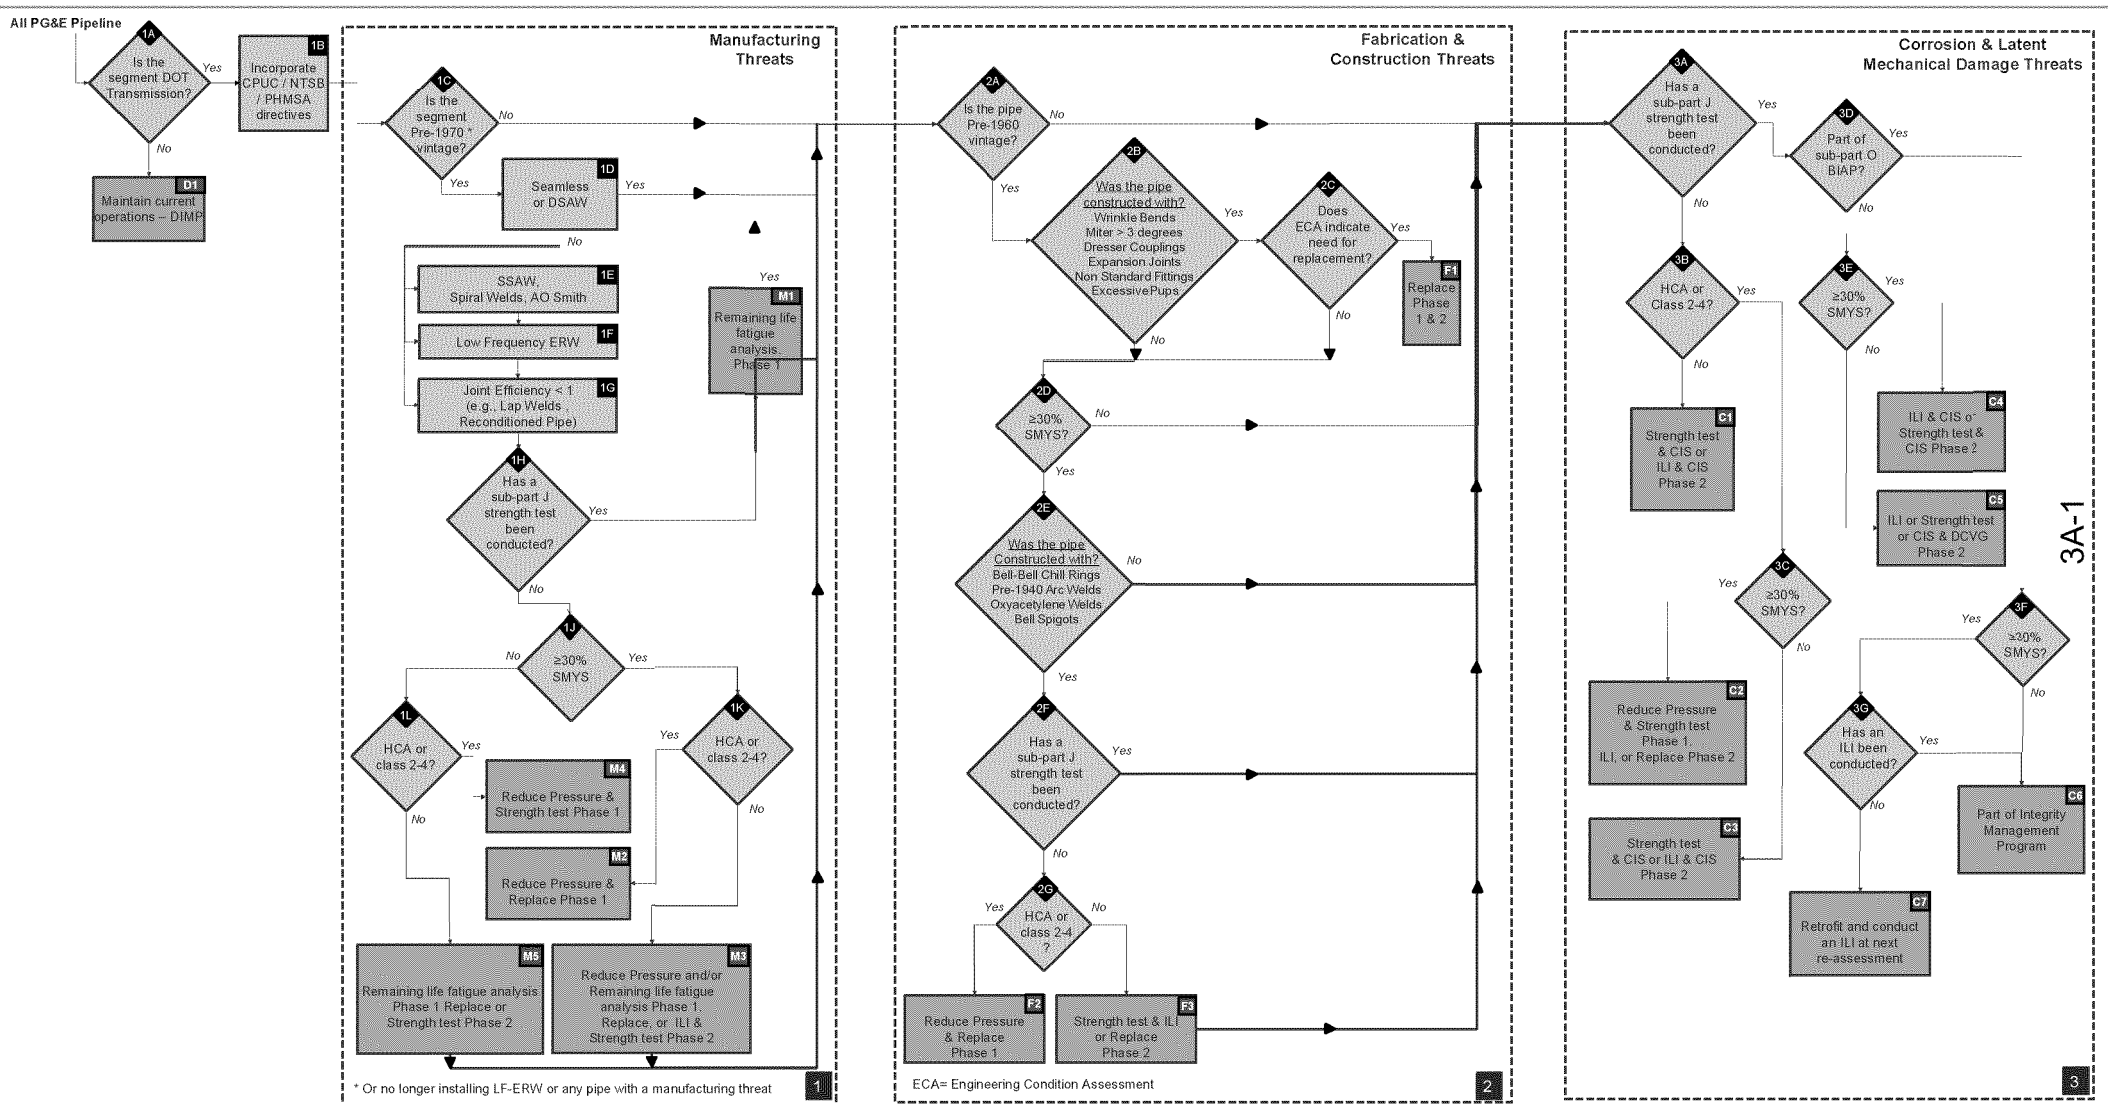 All PG&E Pipeline
1A
Is the
segment DOT
Transmission?
Yes
No
1B
Incorporate
CPUC / NTSB
/ PHMSA
directives
D1
Maintain current
operations – DIMP
Manufacturing
Threats
1C
Is the
segment
Pre-1970 *
vintage?
No
Yes
1D
Seamless
or DSAW
Yes
No
1E
SSAW,
Spiral Welds, AO Smith
1F
Low Frequency ERW
1G
Joint Efficiency < 1
(e.g., Lap Welds ,
Reconditioned Pipe)
1H
Has a
sub-part J
strength test
been
conducted?
Yes
No
Yes
M1
Remaining life
fatigue
analysis,
Phase 1
1J
≥30%
SMYS
No
Yes
1L
HCA or
class 2-4?
Yes
No
1K
HCA or
class 2-4?
Yes
No
M4
Reduce Pressure &
Strength test Phase 1
M2
Reduce Pressure &
Replace Phase 1
M5
Remaining life fatigue analysis
Phase 1 Replace or
Strength test Phase 2
M3
Reduce Pressure and/or
Remaining life fatigue
analysis Phase 1.
Replace, or ILI &
Strength test Phase 2
* Or no longer installing LF-ERW or any pipe with a manufacturing threat
1
Fabrication &
Construction Threats
2A
Is the pipe
Pre-1960
vintage?
No
Yes
2B
Was the pipe
constructed with?
Wrinkle Bends
Miter > 3 degrees
Dresser Couplings
Expansion Joints
Non Standard Fittings
Excessive Pups
Yes
No
2C
Does
ECA indicate
need for
replacement?
Yes
No
F1
Replace
Phase
1 & 2
2D
≥30%
SMYS?
No
Yes
2E
Was the pipe
Constructed with?
Bell-Bell Chill Rings
Pre-1940 Arc Welds
Oxyacetylene Welds
Bell Spigots
No
Yes
2F
Has a
sub-part J
strength test
been
conducted?
Yes
No
2G
HCA or
class 2-4
?
Yes
No
F2
Reduce Pressure
& Replace
Phase 1
F3
Strength test & ILI
or Replace
Phase 2
ECA= Engineering Condition Assessment
2
Corrosion & Latent
Mechanical Damage Threats
3A
Has a
sub-part J
strength test
been
conducted?
Yes
No
3D
Part of
sub-part O
BIAP?
Yes
No
3B
HCA or
Class 2-4?
Yes
No
3E
≥30%
SMYS?
Yes
No
C1
Strength test
& CIS or
ILI & CIS
Phase 2
C4
ILI & CIS or
Strength test &
CIS Phase 2
C5
ILI or Strength test
or CIS & DCVG
Phase 2
3C
≥30%
SMYS?
Yes
No
3F
≥30%
SMYS?
Yes
No
C2
Reduce Pressure
& Strength test
Phase 1,
ILI, or Replace Phase 2
3G
Has an
ILI been
conducted?
Yes
No
C3
Strength test
& CIS or ILI & CIS
Phase 2
C6
Part of Integrity
Management
Program
C7
Retrofit and conduct
an ILI at next
re-assessment
3
3A-1